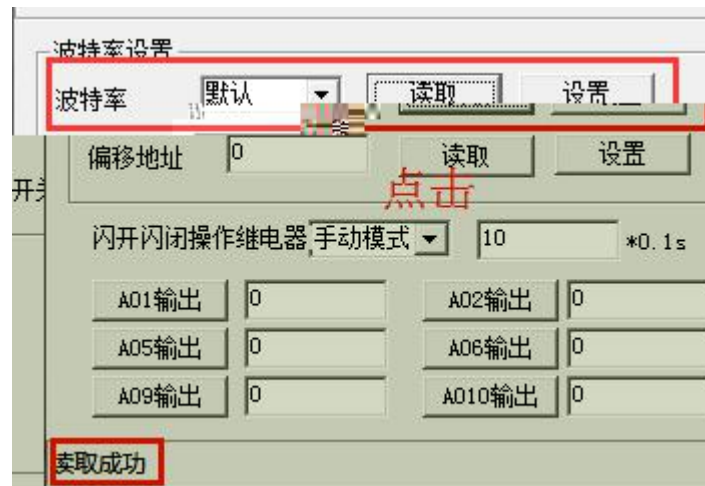 波特率设置
波特率 默认 读取 设置
偏移地址 0 读取 设置
点击
闪开闪闭操作继电器 手动模式 10 *0.1s
A01输出 0 A02输出 0
A05输出 0 A06输出 0
A09输出 0 A010输出 0
读取成功